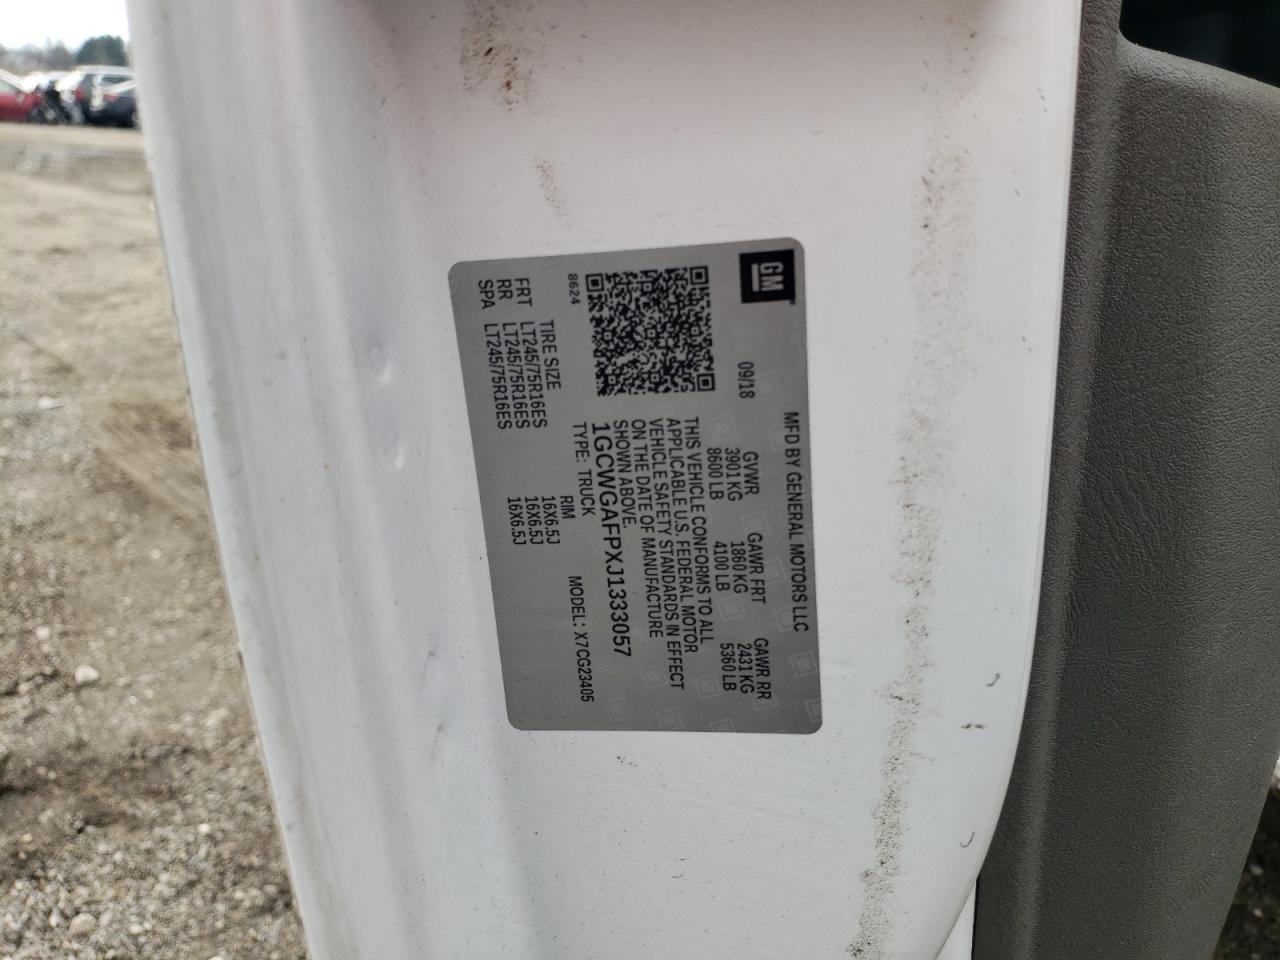 GM
MFD BY GENERAL MOTORS LLC
09/18
GVWR GAWR FRT GAWR RR
3901 KG 1860 KG 2431 KG
8600 LB 4100 LB 5360 LB
THIS VEHICLE CONFORMS TO ALL
APPLICABLE U.S. FEDERAL MOTOR
VEHICLE SAFETY STANDARDS IN EFFECT
ON THE DATE OF MANUFACTURE
SHOWN ABOVE.
1GCWGAFPXJ1333057
8624
TYPE: TRUCK MODEL: X7CG23405
TIRE SIZE RIM
FRT LT245/75R16ES 16X6.5J
RR LT245/75R16ES 16X6.5J
SPA LT245/75R16ES 16X6.5J